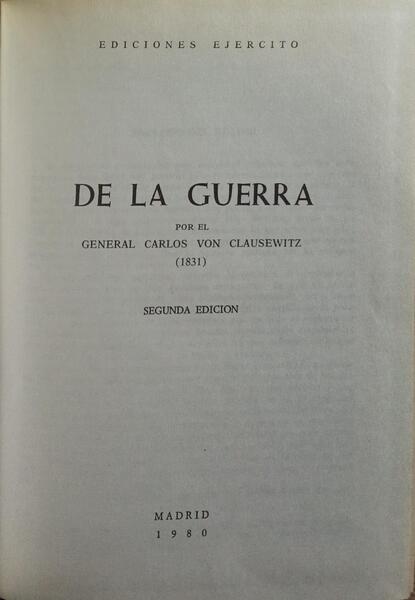 EDICIONES EJERCITO
DE LA GUERRA
POR EL
GENERAL CARLOS VON CLAUSEWITZ
(1831)
SEGUNDA EDICION
MADRID
1980